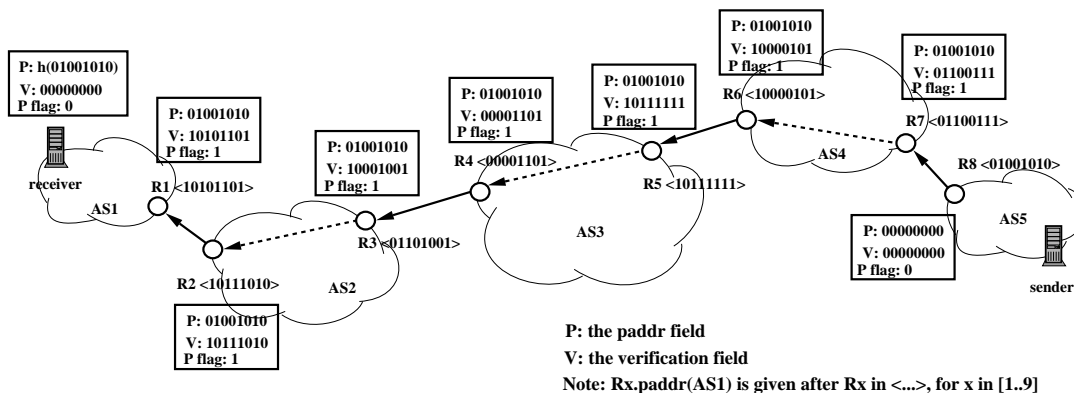 P: h(01001010)
V: 00000000
P flag: 0
receiver
AS1
P: 01001010
V: 10101101
P flag: 1
R1 <10101101>
R2 <10111010>
P: 01001010
V: 10111010
P flag: 1
AS2
P: 01001010
V: 10001001
P flag: 1
R3 <01101001>
P: 01001010
V: 00001101
P flag: 1
R4 <00001101>
AS3
P: 01001010
V: 10111111
P flag: 1
R5 <10111111>
P: 01001010
V: 10000101
P flag: 1
R6 <10000101>
AS4
P: 01001010
V: 01100111
P flag: 1
R7 <01100111>
R8 <01001010>
P: 00000000
V: 00000000
P flag: 0
AS5
sender
P: the paddr field
V: the verification field
Note: Rx.paddr(AS1) is given after Rx in <...>, for x in [1..9]